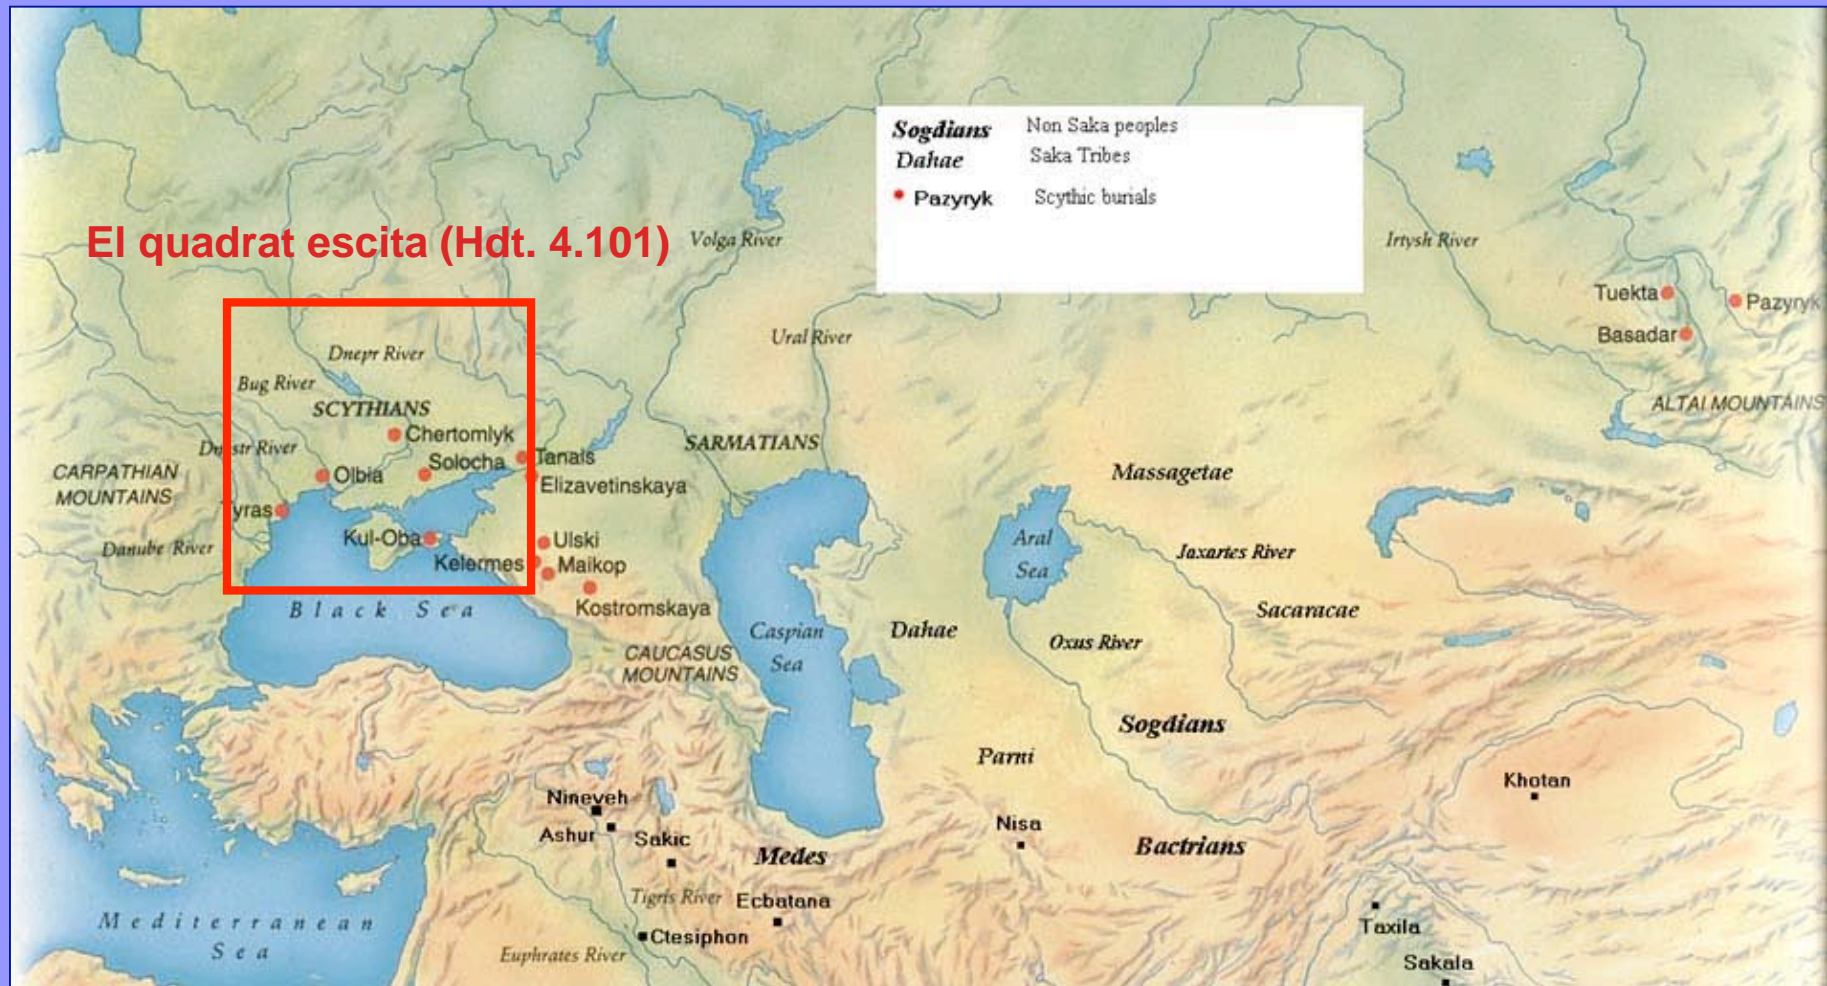 Sogdians Non Saka peoples
Dahae Saka Tribes
Pazyryk Scythic burials
El quadrat escita (Hdt. 4.101)
Volga River
Irtysh River
Tuekta
Pazyryk
Basadar
Ural River
Dnepr River
Bug River
ALTAI MOUNTAINS
SCYTHIANS
Chertomlyk
Dnestr River
SARMATIANS
Tanais
Solocha
CARPATHIAN
MOUNTAINS
Olbia
Elizavetinskaya
Massagetae
Tyras
Kul-Oba
Ulski
Danube River
Kelermes
Maikop
Aral
Sea
Jaxartes River
Black Sea
Kostromskaya
Sacaracae
Caspian
Sea
Dahae
Oxus River
CAUCASUS
MOUNTAINS
Sogdians
Parni
Khotan
Nineveh
Ashur
Sakic
Nisa
Medes
Bactrians
Tigris River
Ecbatana
Mediterranean
Sea
Ctesiphon
Taxila
Euphrates River
Sakala